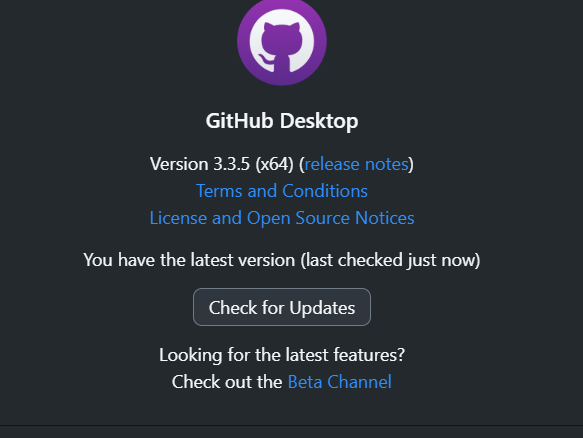 GitHub Desktop
Version 3.3.5 (x64) (release notes)
Terms and Conditions
License and Open Source Notices
You have the latest version (last checked just now)
Check for Updates
Looking for the latest features?
Check out the Beta Channel